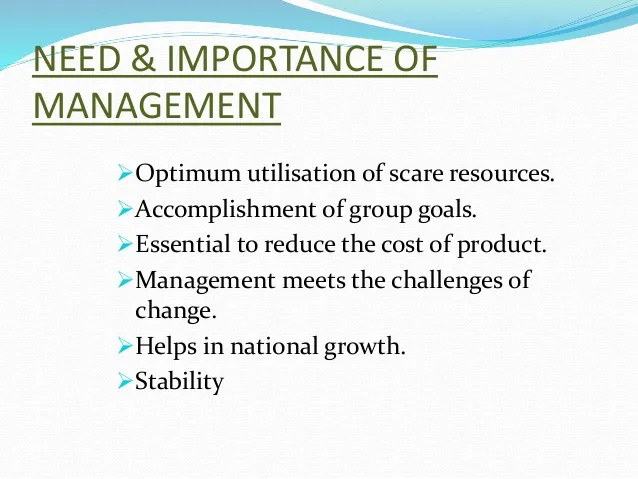 NEED & IMPORTANCE OF
MANAGEMENT
➢Optimum utilisation of scare resources.
➢Accomplishment of group goals.
➢Essential to reduce the cost of product.
➢Management meets the challenges of
change.
➢Helps in national growth.
➢Stability